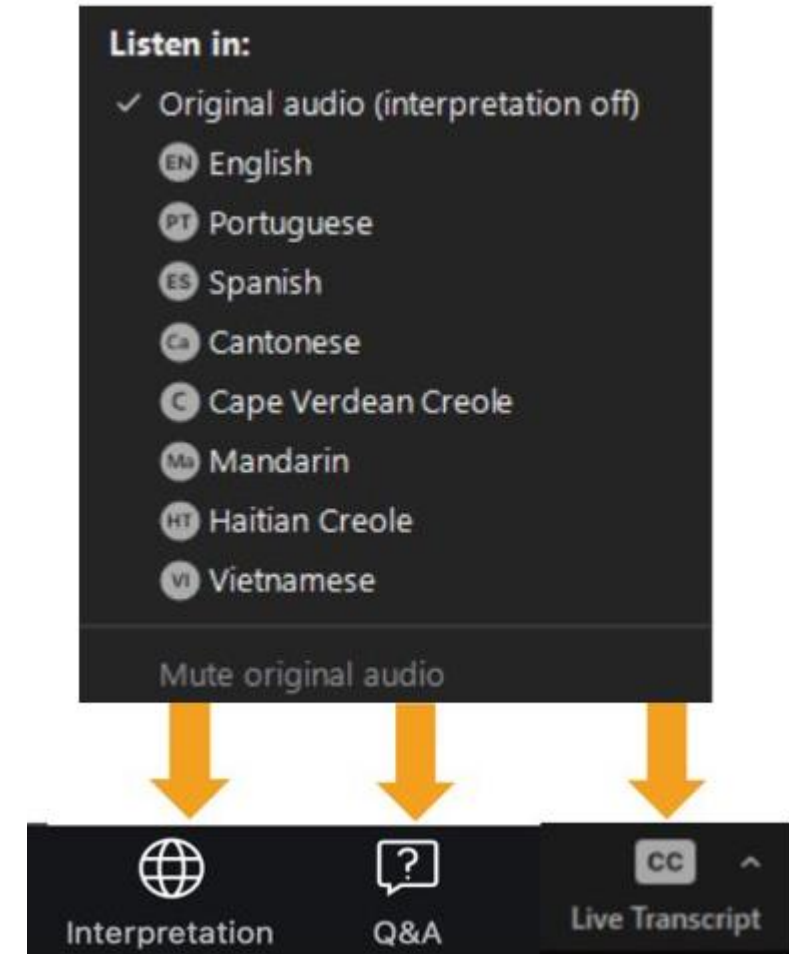 Listen in:
✓ Original audio (interpretation off)
EN English
PT Portuguese
ES Spanish
Ca Cantonese
C Cape Verdean Creole
Ma Mandarin
HT Haitian Creole
VI Vietnamese
Mute original audio
?
CC
Interpretation
Q&A
Live Transcript